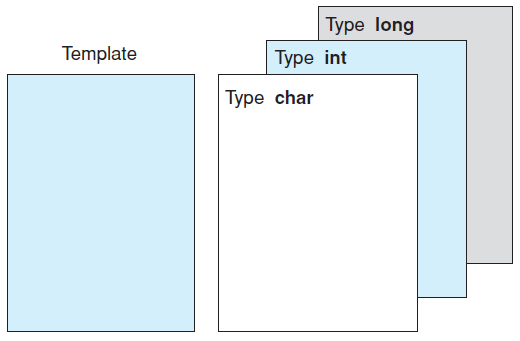 Type long
Type int
Template
Type char